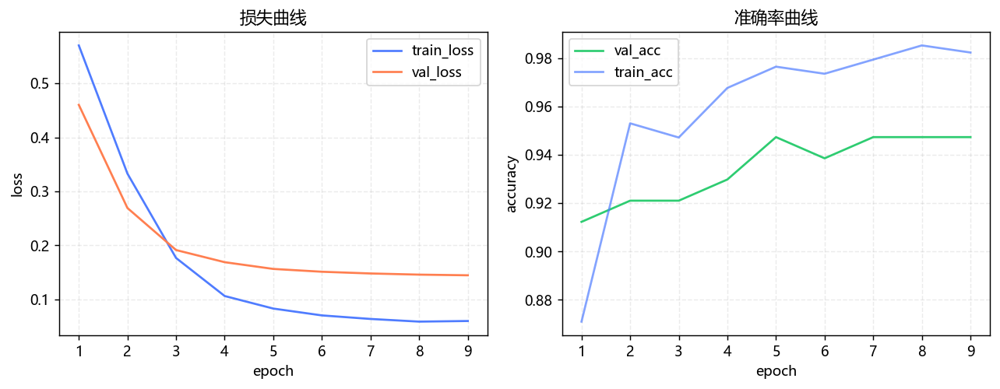 损失曲线
train_loss
val_loss
0.5
0.4
0.3
0.2
0.1
loss
1 2 3 4 5 6 7 8 9
epoch
准确率曲线
val_acc
train_acc
0.98
0.96
0.94
0.92
0.90
0.88
accuracy
1 2 3 4 5 6 7 8 9
epoch